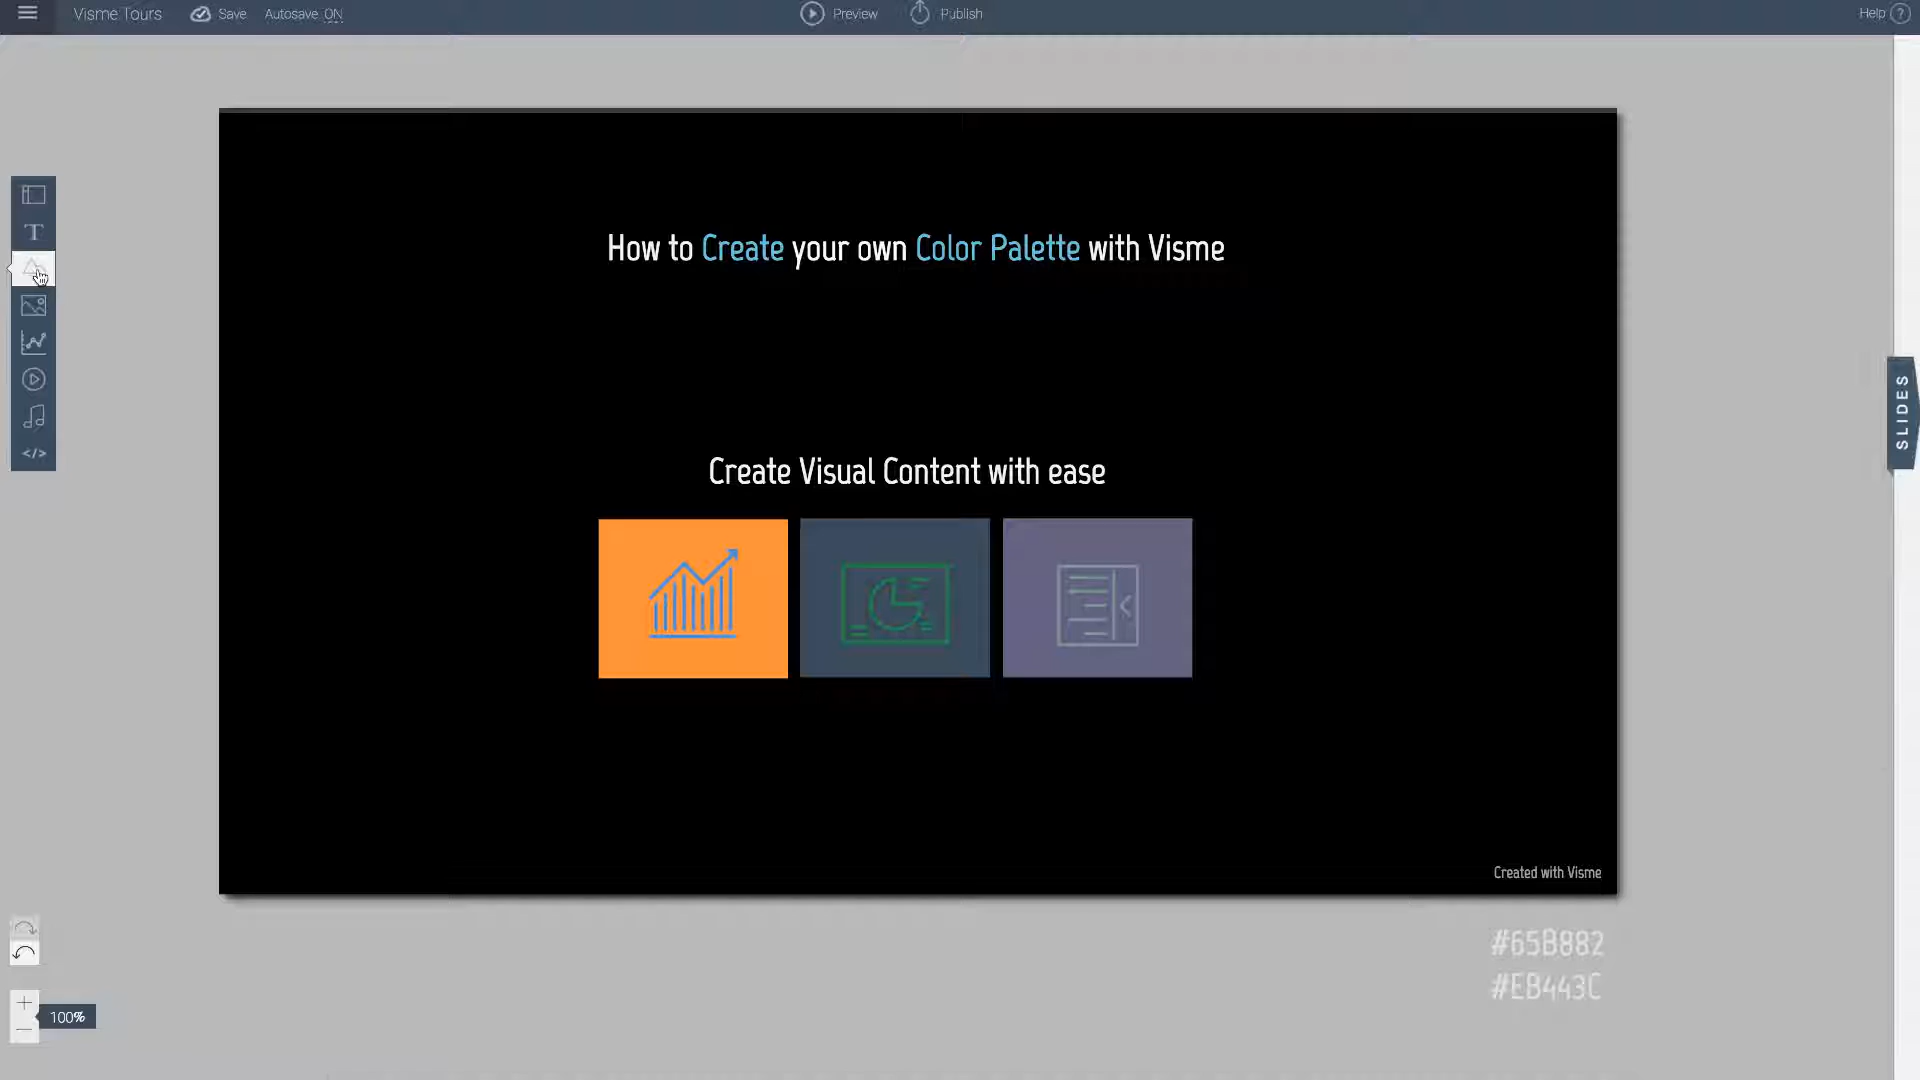 Visme Tours Save Autosave ON Preview Publish Help ?
How to Create your own Color Palette with Visme
T
SLIDES
</>
Create Visual Content with ease
Created with Visme
#65B882
#EB443C
100%